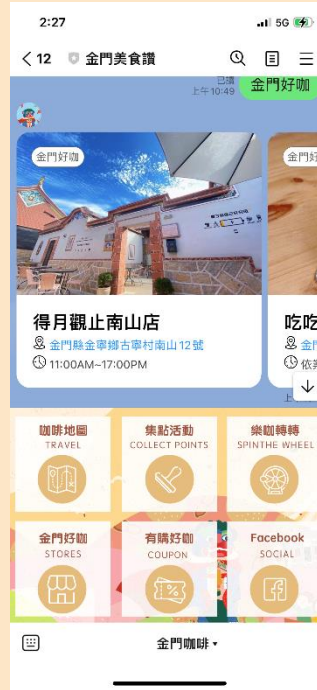 2:27
5G
12 金門美食讚
已讀
上午 10:49
金門好咖
金門好咖
金門好
得月觀止南山店
金門縣金寧鄉古寧村南山12號
11:00AM~17:00PM
吃吃
金門
依
上
咖啡地圖
TRAVEL
集點活動
COLLECT POINTS
樂咖轉轉
SPINTHE WHEEL
金門好咖
STORES
有購好咖
COUPON
Facebook
SOCIAL
金門咖啡